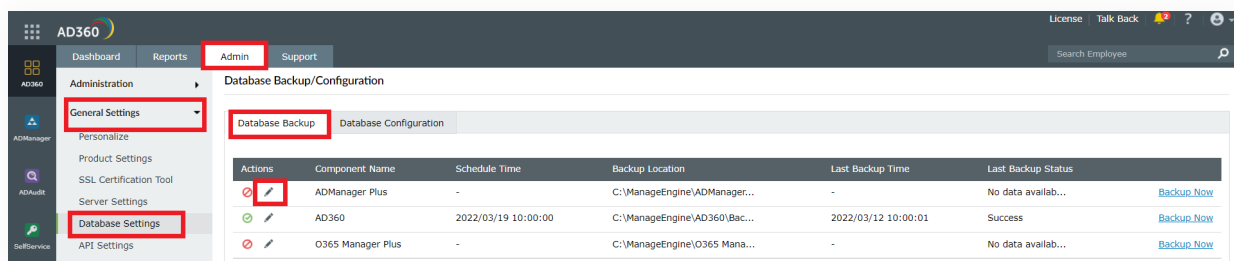 License Talk Back 2 ?
AD360
Dashboard Reports Admin Support Search Employee
AD360
Administration
Database Backup/Configuration
General Settings
Database Backup Database Configuration
ADManager
Personalize
Product Settings
Actions Component Name Schedule Time Backup Location Last Backup Time Last Backup Status
SSL Certification Tool
ADAudit
ADManager Plus - C:\ManageEngine\ADManager... - No data availab... Backup Now
Server Settings
AD360 2022/03/19 10:00:00 C:\ManageEngine\AD360\Bac... 2022/03/12 10:00:01 Success Backup Now
Database Settings
SelfService
API Settings
O365 Manager Plus - C:\ManageEngine\O365 Mana... - No data availab... Backup Now